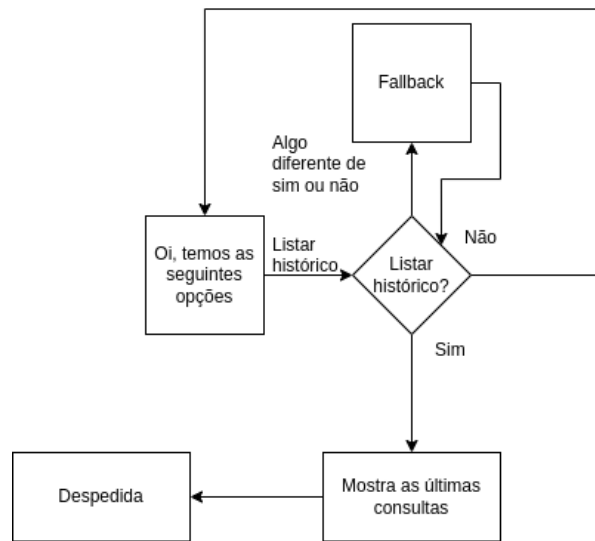 Fallback
Algo
diferente de
sim ou não
Oi, temos as
seguintes
opções
Listar
histórico
Listar
histórico?
Não
Sim
Despedida
Mostra as últimas
consultas